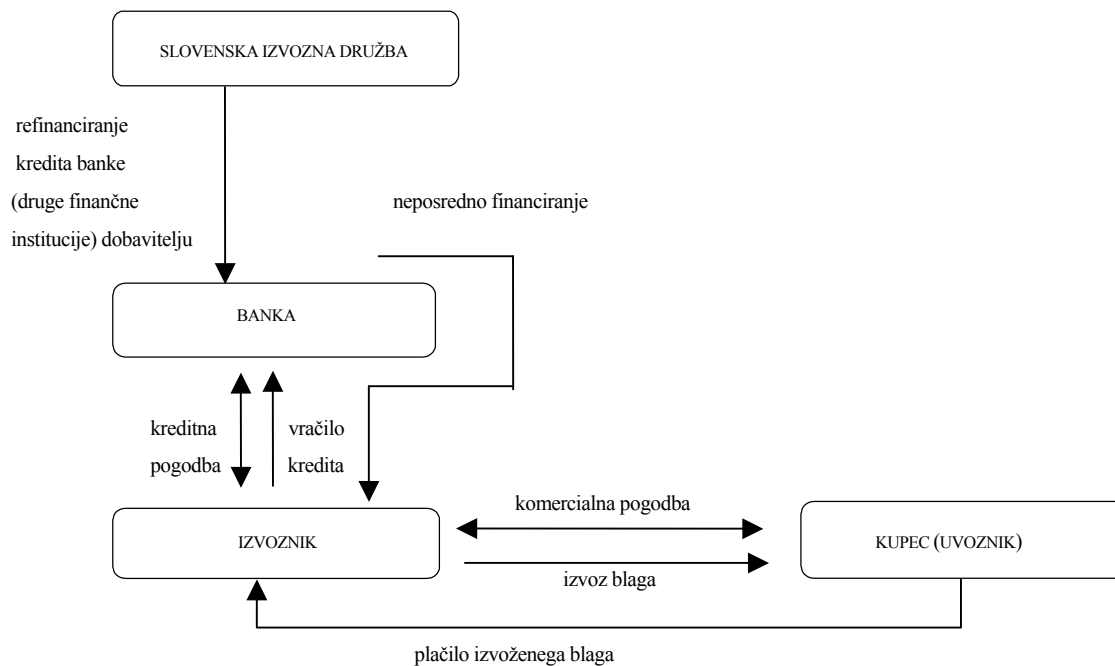 SLOVENSKA IZVOZNA DRUŽBA
refinanciranje
kredita banke
(druge finančne
institucije) dobavitelju
neposredno financiranje
BANKA
kreditna
pogodba
vračilo
kredita
komercialna pogodba
IZVOZNIK
KUPEC (UVOZNIK)
izvoz blaga
plačilo izvoženega blaga